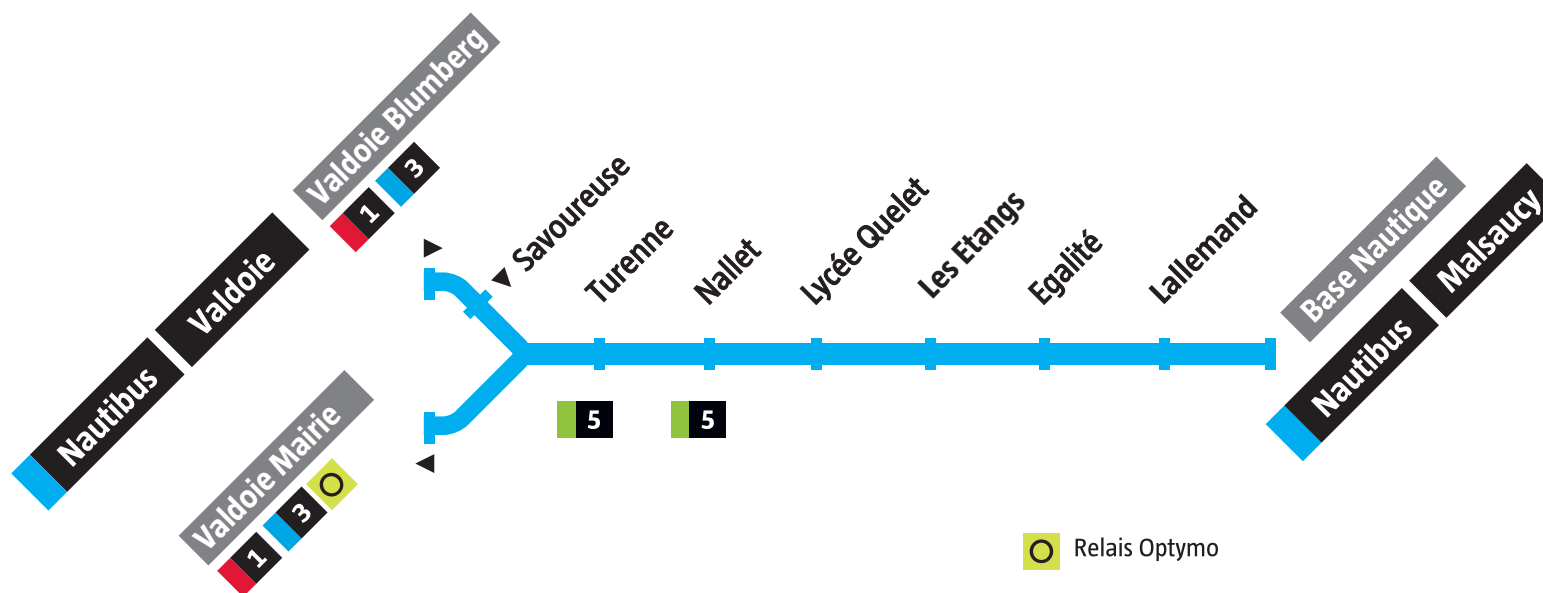 Nautibus
Valdoie
Valdoie Blumberg
1
3
Valdoie Mairie
1
3
Savoureuse
Turenne
Nallet
Lycée Quelet
Les Etangs
Egalité
Lallemand
5
5
Base Nautique
Nautibus
Malsaucy
Relais Optymo